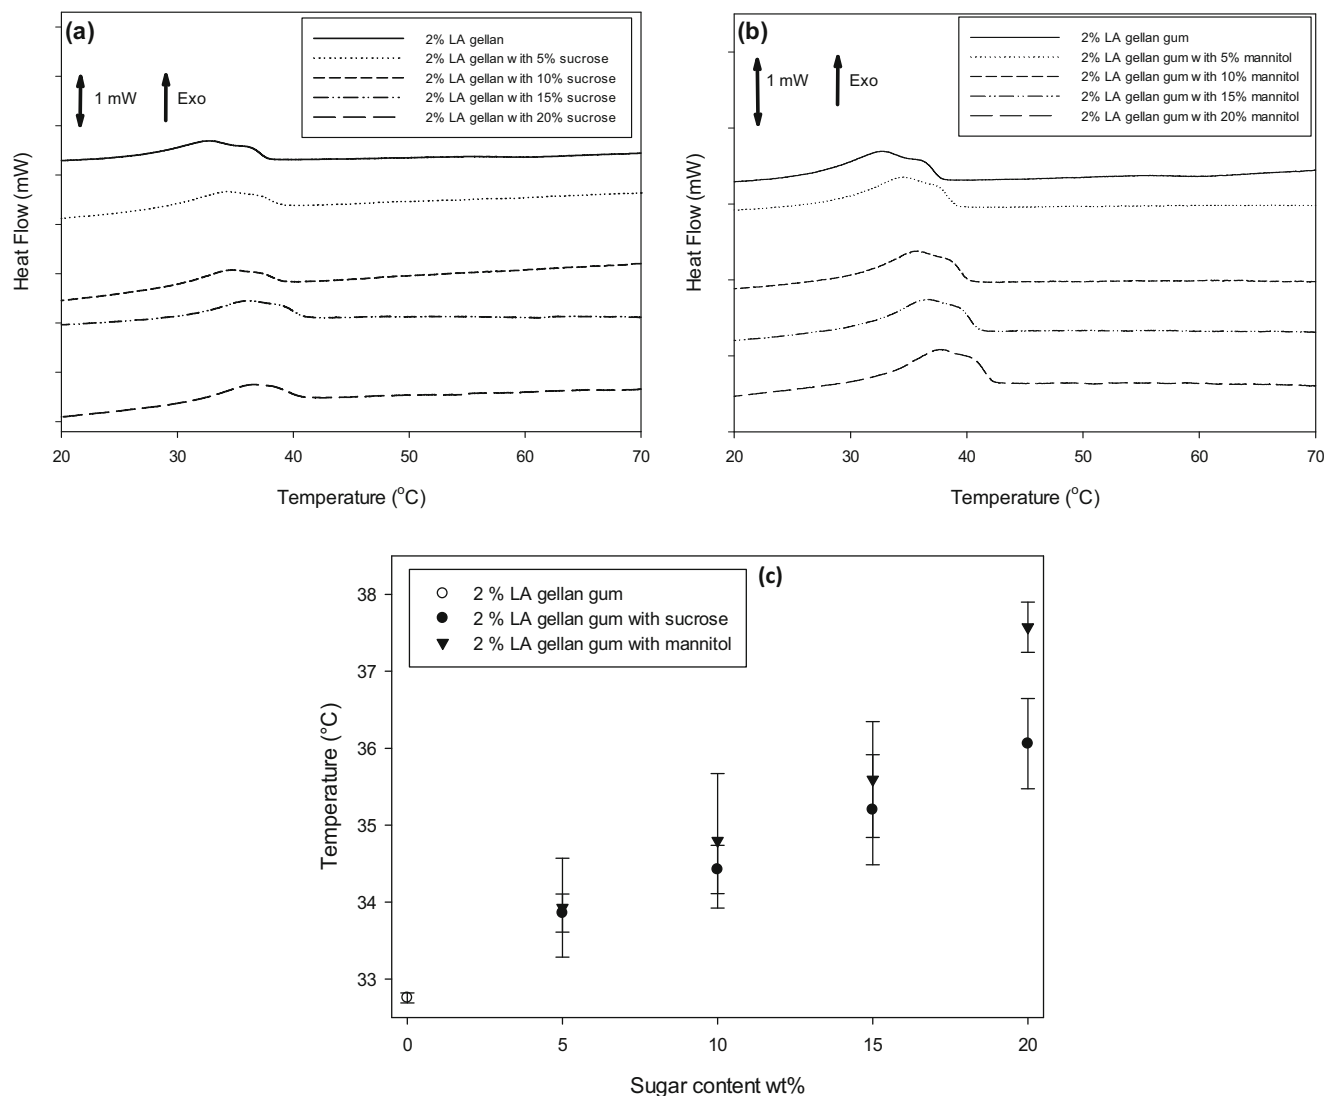 (a)
2% LA gellan
2% LA gellan with 5% sucrose
2% LA gellan with 10% sucrose
2% LA gellan with 15% sucrose
2% LA gellan with 20% sucrose
1 mW
Exo
Heat Flow (mW)
20 30 40 50 60 70
Temperature (°C)
(b)
2% LA gellan gum
2% LA gellan gum with 5% mannitol
2% LA gellan gum with 10% mannitol
2% LA gellan gum with 15% mannitol
2% LA gellan gum with 20% mannitol
1 mW
Exo
Heat Flow (mW)
20 30 40 50 60 70
Temperature (°C)
(c)
2 % LA gellan gum
2 % LA gellan gum with sucrose
2 % LA gellan gum with mannitol
Temperature (°C)
38
37
36
35
34
33
0 5 10 15 20
Sugar content wt%